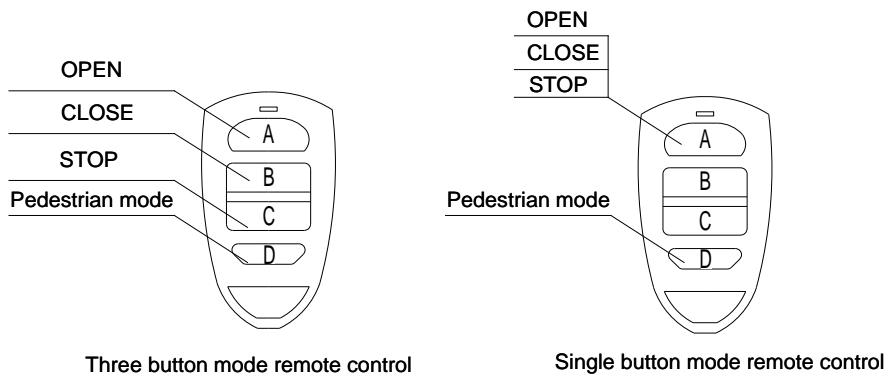 OPEN
CLOSE
STOP
Pedestrian mode
A
B
C
D
Three button mode remote control
OPEN
CLOSE
STOP
Pedestrian mode
A
B
C
D
Single button mode remote control